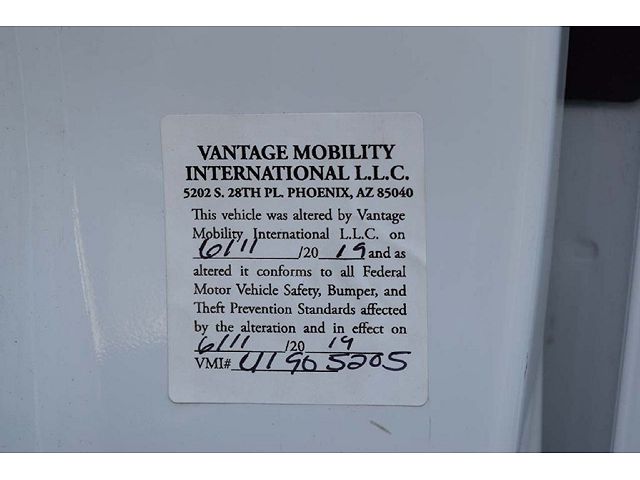 VANTAGE MOBILITY
INTERNATIONAL L.L.C.
5202 S. 28TH PL. PHOENIX, AZ 85040
This vehicle was altered by Vantage
Mobility International L.L.C. on
6/11 /20 19 and as
altered it conforms to all Federal
Motor Vehicle Safety, Bumper, and
Theft Prevention Standards affected
by the alteration and in effect on
6/11 /20 19
VMI#